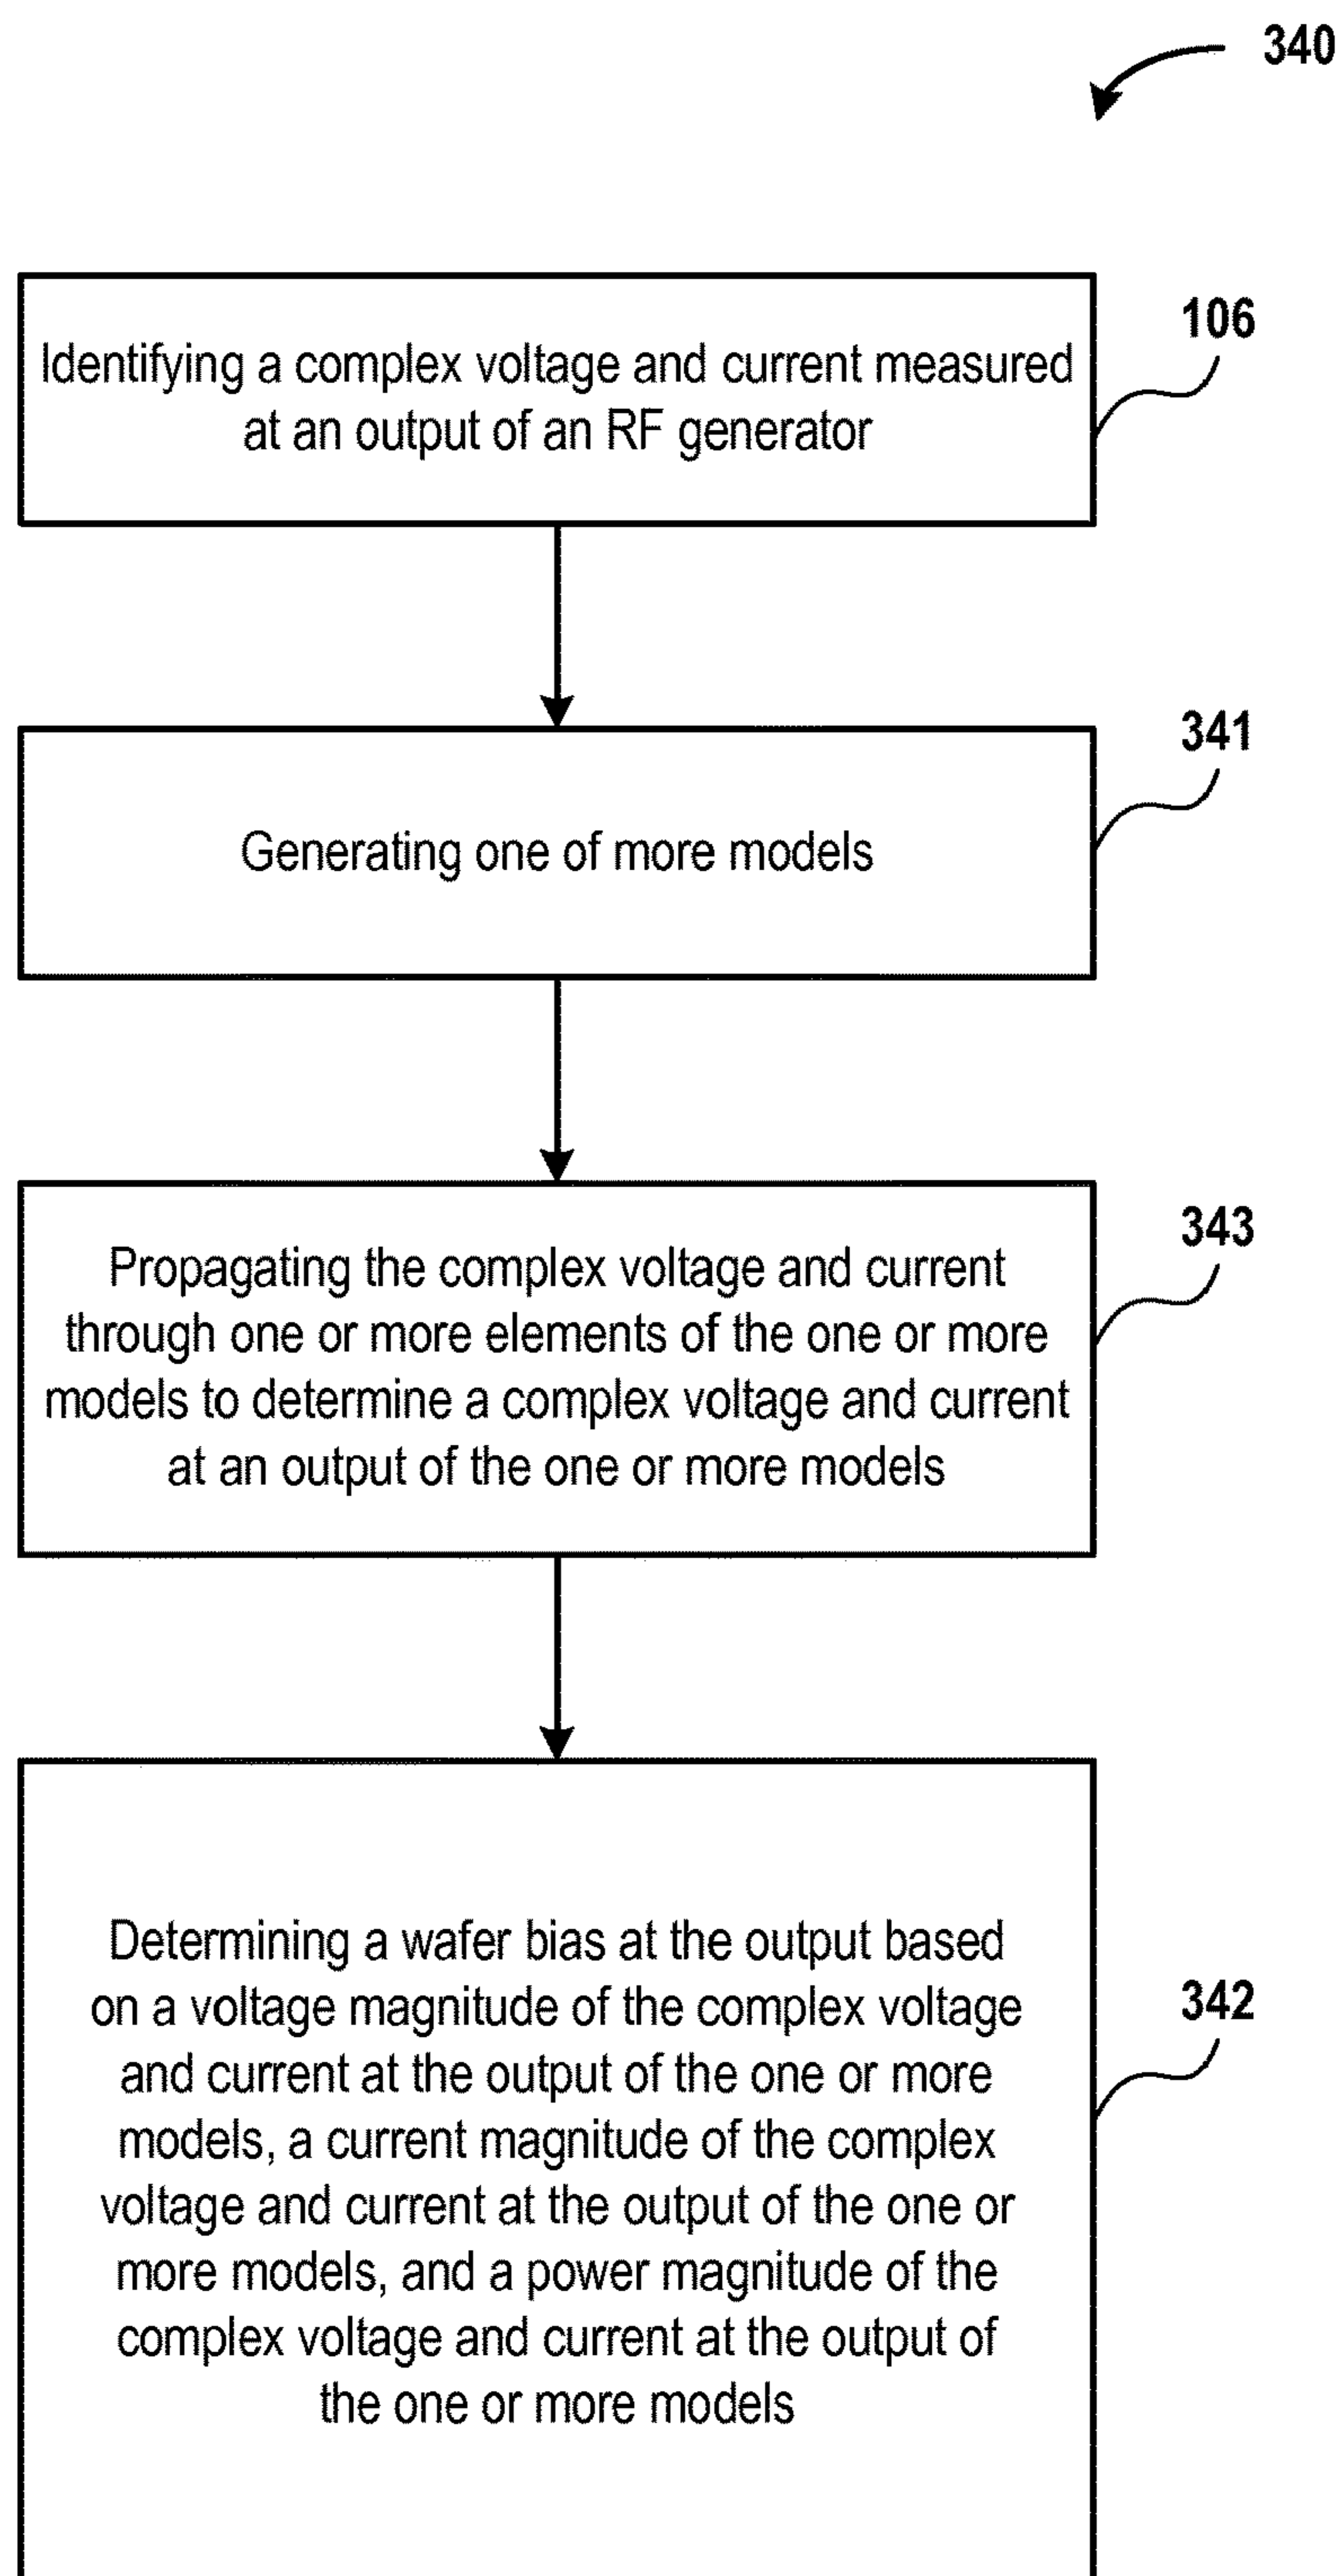 340
Identifying a complex voltage and current measured
at an output of an RF generator
106
Generating one of more models
341
Propagating the complex voltage and current
through one or more elements of the one or more
models to determine a complex voltage and current
at an output of the one or more models
343
Determining a wafer bias at the output based
on a voltage magnitude of the complex voltage
and current at the output of the one or more
models, a current magnitude of the complex
voltage and current at the output of the one or
more models, and a power magnitude of the
complex voltage and current at the output of
the one or more models
342